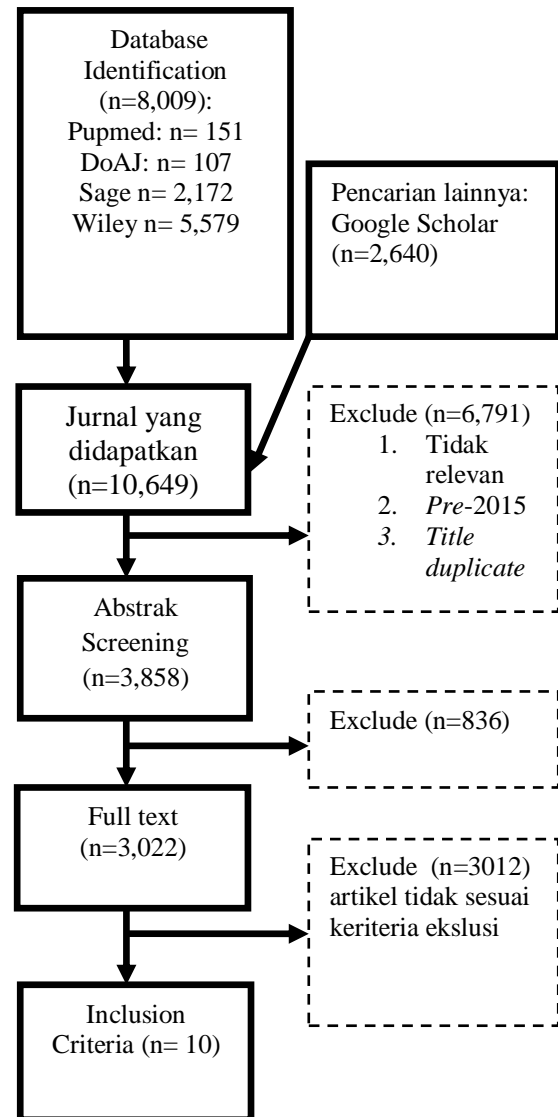 Database
Identification
(n=8,009):
Pupmed: n= 151
DoAJ: n= 107
Sage n= 2,172
Wiley n= 5,579
Pencarian lainnya:
Google Scholar
(n=2,640)
Jurnal yang
didapatkan
(n=10,649)
Exclude (n=6,791)
1. Tidak
relevan
2. Pre-2015
3. Title
duplicate
Abstrak
Screening
(n=3,858)
Exclude (n=836)
Full text
(n=3,022)
Exclude (n=3012)
artikel tidak sesuai
keriteria ekslusi
Inclusion
Criteria (n= 10)